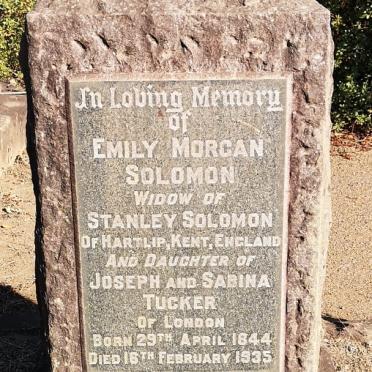 In Loving Memory
of
EMILY MORGAN
SOLOMON
WIDOW OF
STANLEY SOLOMON
OF HARTLIP, KENT, ENGLAND
AND DAUGHTER OF
JOSEPH AND SABINA
TUCKER
OF LONDON
BORN 29TH APRIL 1844
DIED 16TH FEBRUARY 1935